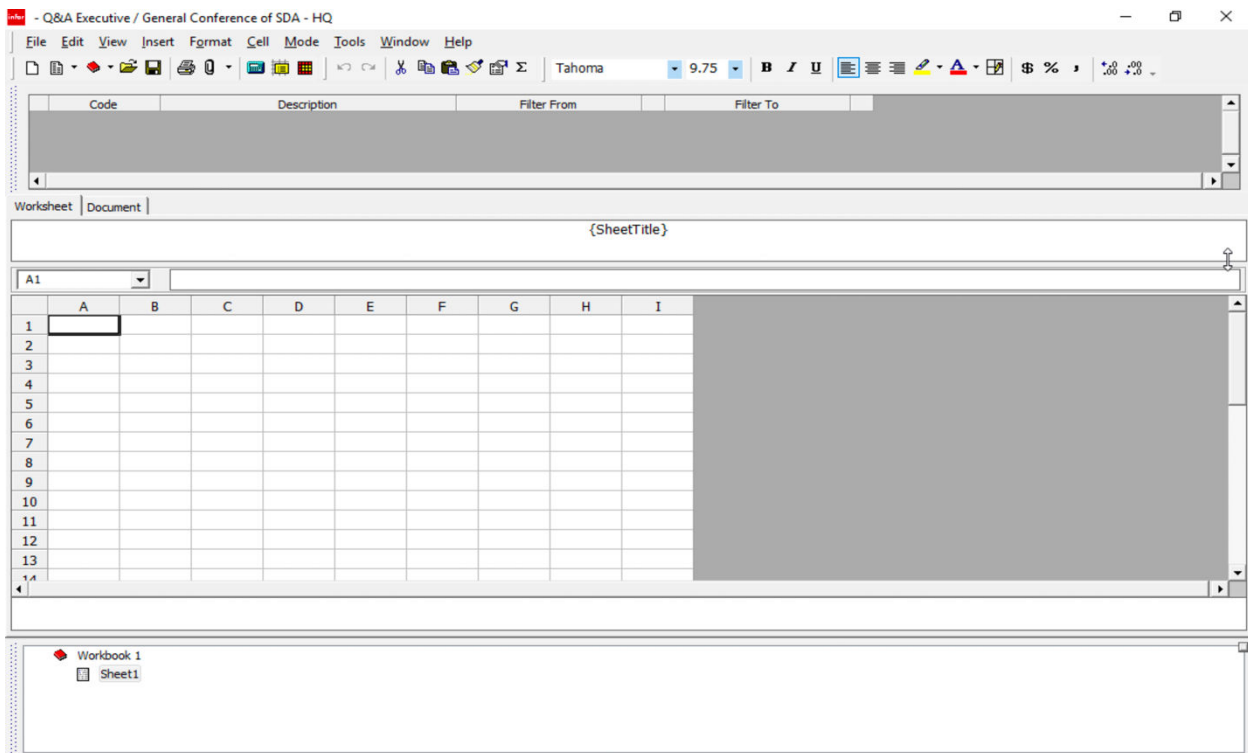 infor - Q&A Executive / General Conference of SDA - HQ
File Edit View Insert Format Cell Mode Tools Window Help
Tahoma 9.75 B I U $ % ,
Code Description Filter From Filter To
Worksheet Document
{SheetTitle}
A1
A B C D E F G H I
1
2
3
4
5
6
7
8
9
10
11
12
13
14
Workbook 1
Sheet1